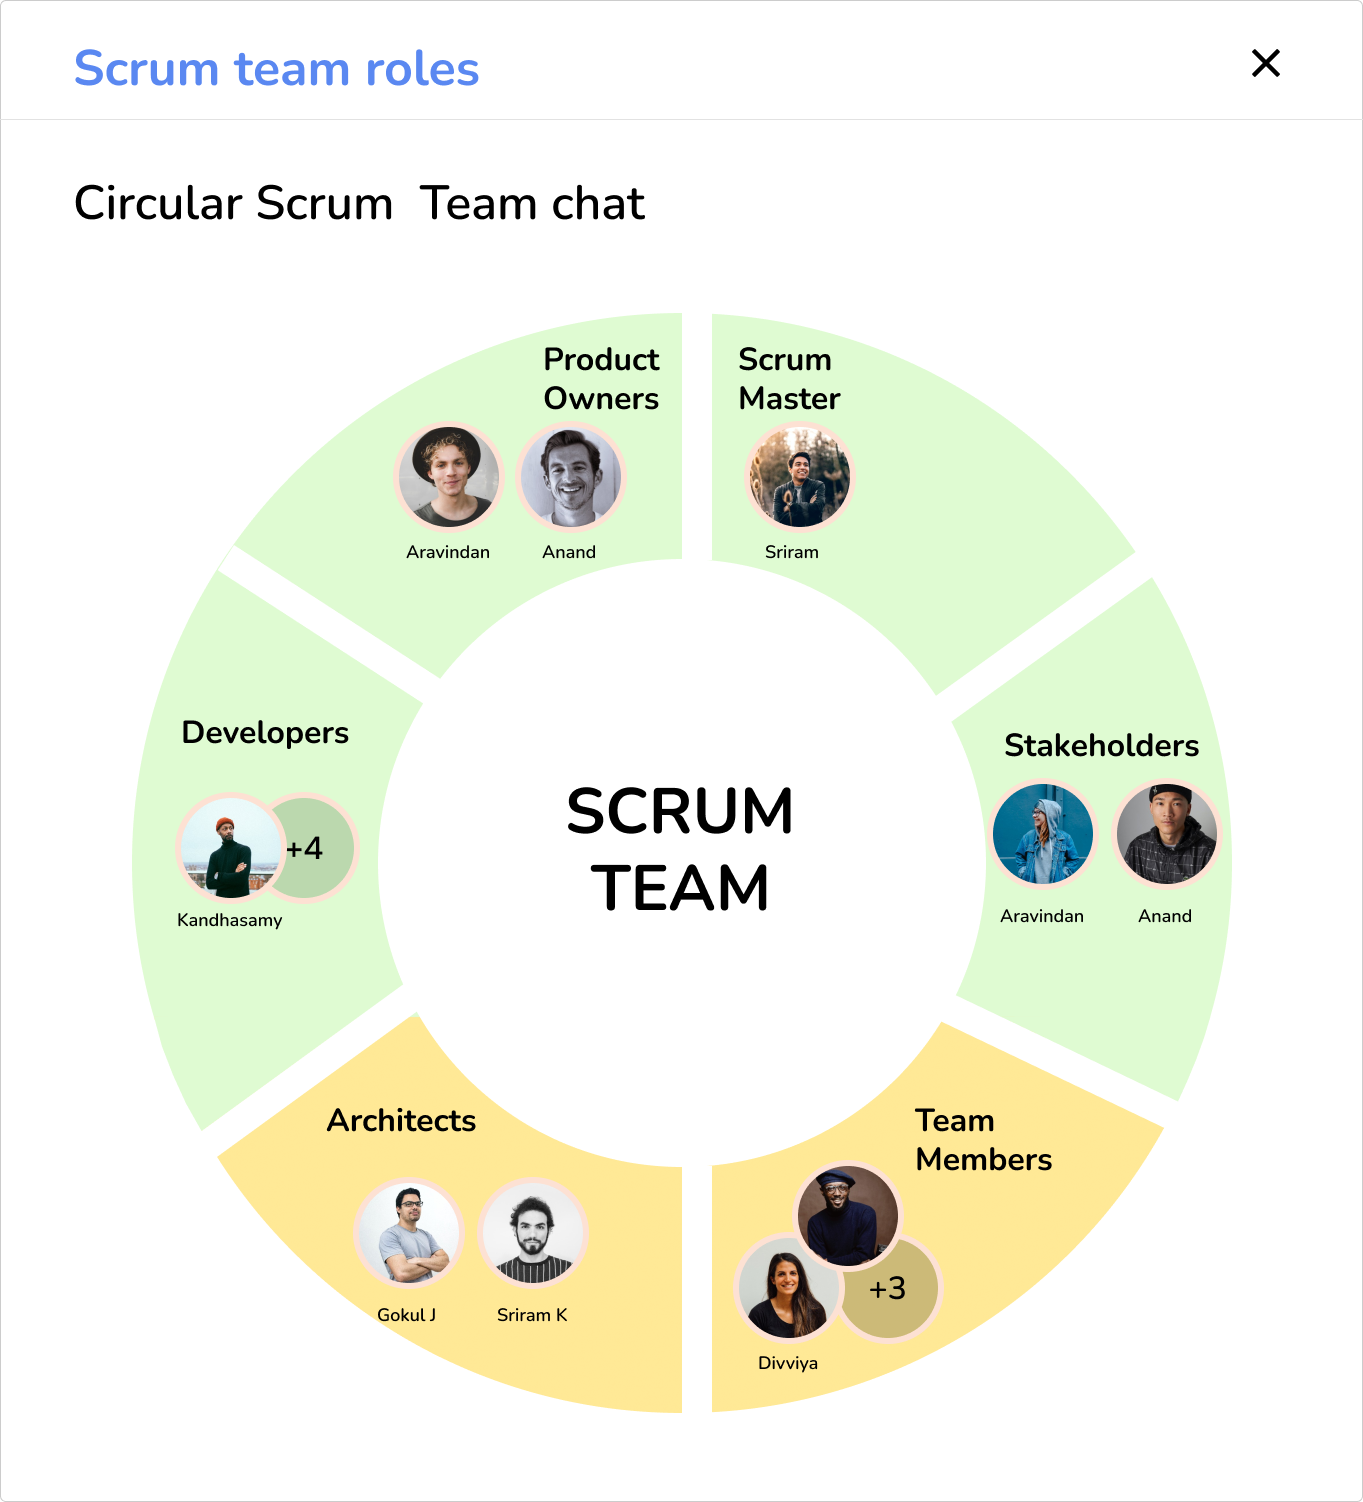 Scrum team roles
Circular Scrum  Team chat
Product
Owners
Aravindan
Anand
Scrum
Master
Sriram
Developers
+4
Kandhasamy
SCRUM
TEAM
Stakeholders
Aravindan
Anand
Architects
Gokul J
Sriram K
Team
Members
+3
Divviya